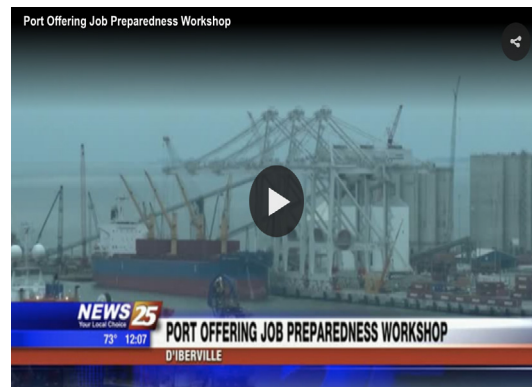 Port Offering Job Preparedness Workshop
NEWS 25
Your Local Choice
73° 12:07
PORT OFFERING JOB PREPAREDNESS WORKSHOP
D'IBERVILLE